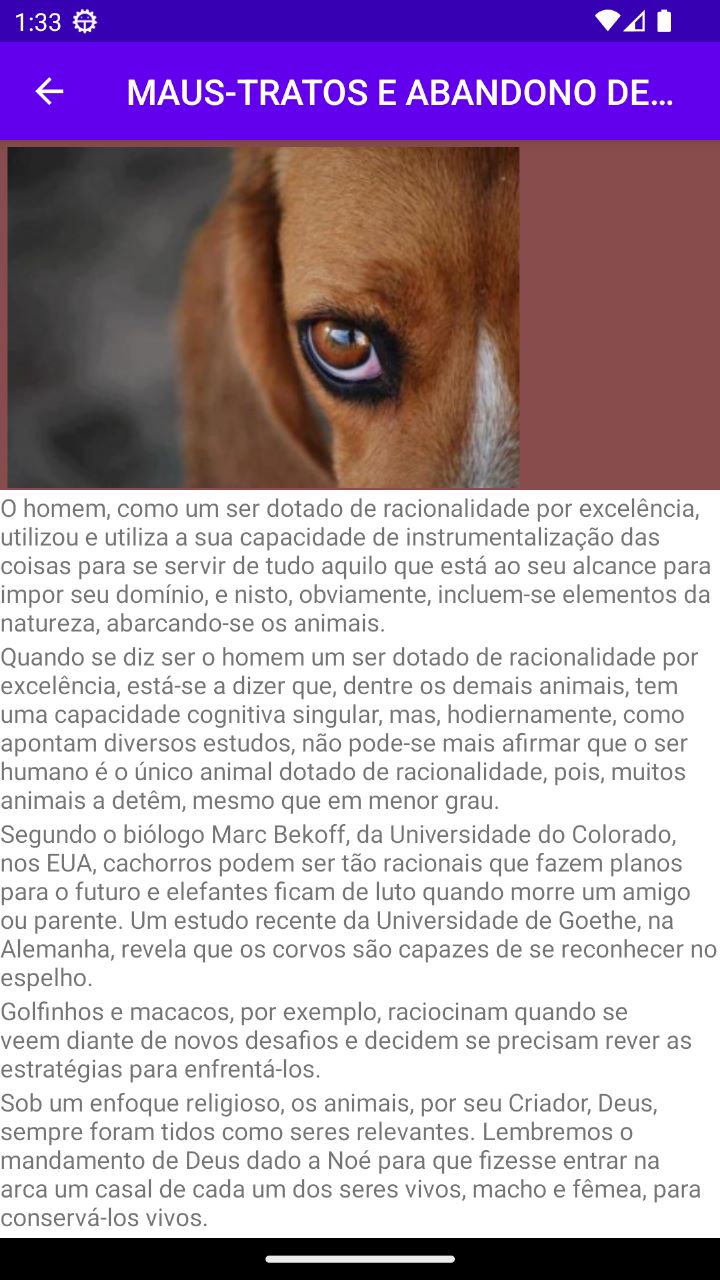 1:33
MAUS-TRATOS E ABANDONO DE...
O homem, como um ser dotado de racionalidade por excelência,
utilizou e utiliza a sua capacidade de instrumentalização das
coisas para se servir de tudo aquilo que está ao seu alcance para
impor seu domínio, e nisto, obviamente, incluem-se elementos da
natureza, abarcando-se os animais.
Quando se diz ser o homem um ser dotado de racionalidade por
excelência, está-se a dizer que, dentre os demais animais, tem
uma capacidade cognitiva singular, mas, hodiernamente, como
apontam diversos estudos, não pode-se mais afirmar que o ser
humano é o único animal dotado de racionalidade, pois, muitos
animais a detêm, mesmo que em menor grau.
Segundo o biólogo Marc Bekoff, da Universidade do Colorado,
nos EUA, cachorros podem ser tão racionais que fazem planos
para o futuro e elefantes ficam de luto quando morre um amigo
ou parente. Um estudo recente da Universidade de Goethe, na
Alemanha, revela que os corvos são capazes de se reconhecer no
espelho.
Golfinhos e macacos, por exemplo, raciocinam quando se
veem diante de novos desafios e decidem se precisam rever as
estratégias para enfrentá-los.
Sob um enfoque religioso, os animais, por seu Criador, Deus,
sempre foram tidos como seres relevantes. Lembremos o
mandamento de Deus dado a Noé para que fizesse entrar na
arca um casal de cada um dos seres vivos, macho e fêmea, para
conservá-los vivos.